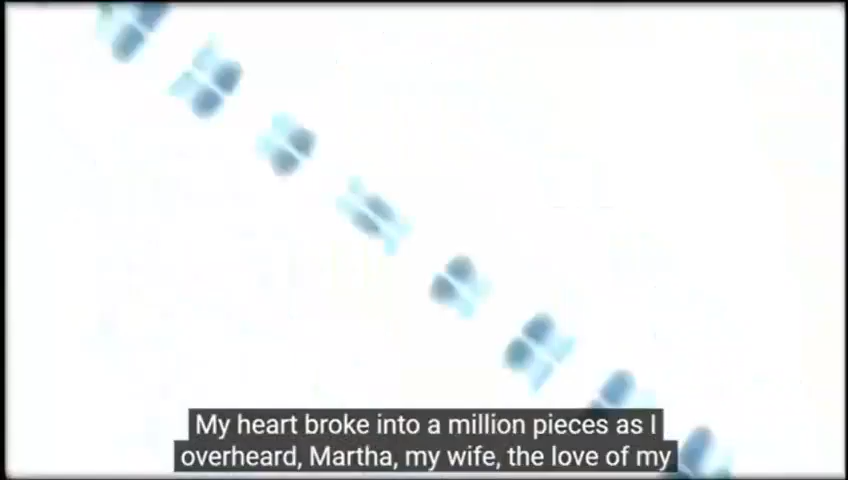 My heart broke into a million pieces as I
overheard, Martha, my wife, the love of my